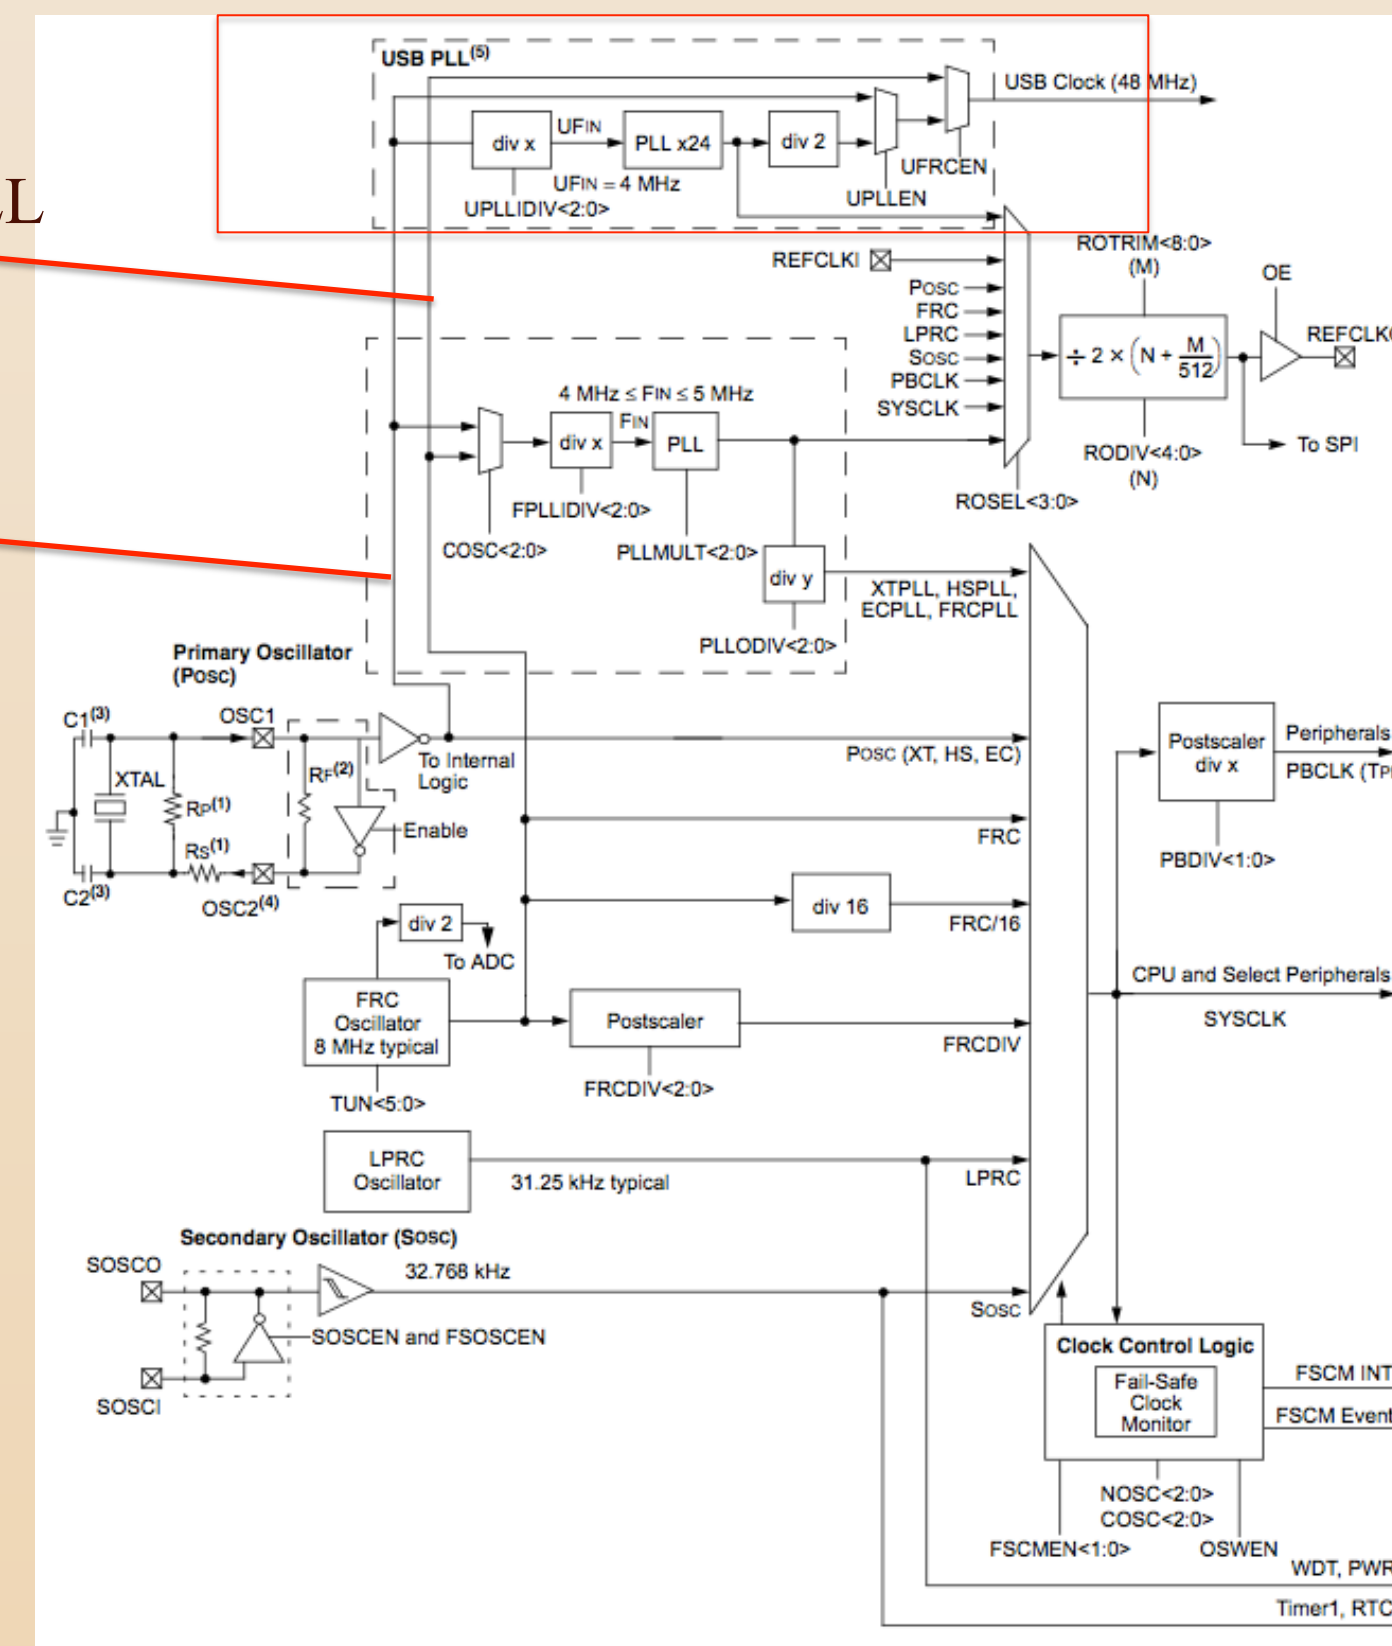 USB PLL(5)
USB Clock (48 MHz)
UFIN
div x
PLL x24
div 2
UFRCEN
UFIN = 4 MHz
UPLLEN
UPLLIDIV<2:0>
LL
ROTRIM<8:0>
(M)
REFCLKI
OE
POSC
FRC
LPRC
SOSC
PBCLK
SYSCLK
÷ 2 × (N + M/512)
REFCLKO
4 MHz ≤ FIN ≤ 5 MHz
FIN
div x
PLL
To SPI
RODIV<4:0>
(N)
ROSEL<3:0>
FPLLIDIV<2:0>
COSC<2:0>
PLLMULT<2:0>
div y
XTPLL, HSPLL,
ECPLL, FRCPLL
PLLODIV<2:0>
Primary Oscillator
(POSC)
C1(3)
OSC1
To Internal
Logic
POSC (XT, HS, EC)
XTAL
RF(2)
RP(1)
Enable
RS(1)
C2(3)
OSC2(4)
Postscaler
div x
Peripherals
PBCLK (TP
PBDIV<1:0>
FRC
div 16
FRC/16
div 2
To ADC
CPU and Select Peripherals
SYSCLK
FRC
Oscillator
8 MHz typical
Postscaler
FRCDIV
FRCDIV<2:0>
TUN<5:0>
LPRC
Oscillator
31.25 kHz typical
LPRC
Secondary Oscillator (SOSC)
SOSCO
32.768 kHz
SOSC
SOSCEN and FSOSCEN
SOSCI
Clock Control Logic
Fail-Safe
Clock
Monitor
FSCM INT
FSCM Event
NOSC<2:0>
COSC<2:0>
FSCMEN<1:0>
OSWEN
WDT, PWR
Timer1, RTC